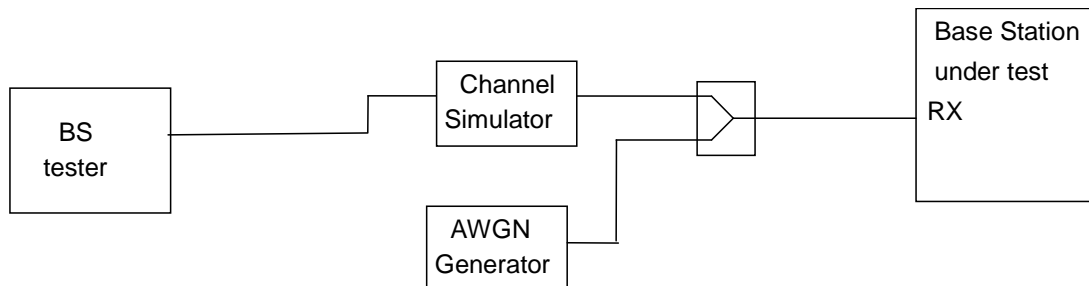 BS
tester
Channel
Simulator
AWGN
Generator
Base Station
under test
RX